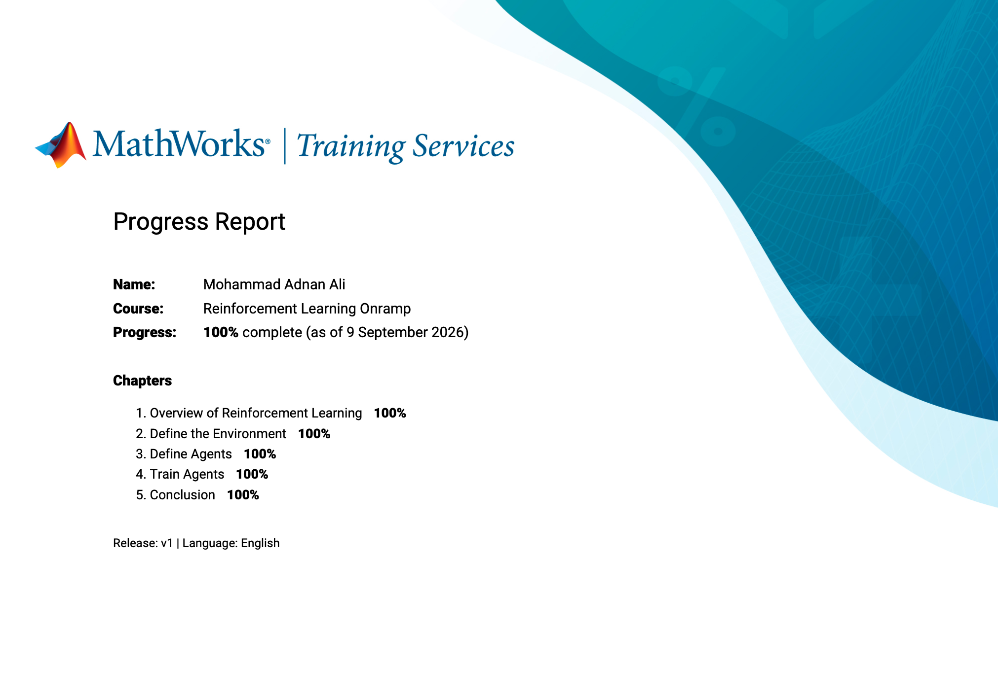 MathWorks® | Training Services
Progress Report
Name: Mohammad Adnan Ali
Course: Reinforcement Learning Onramp
Progress: 100% complete (as of 9 September 2026)
Chapters
1. Overview of Reinforcement Learning 100%
2. Define the Environment 100%
3. Define Agents 100%
4. Train Agents 100%
5. Conclusion 100%
Release: v1 | Language: English